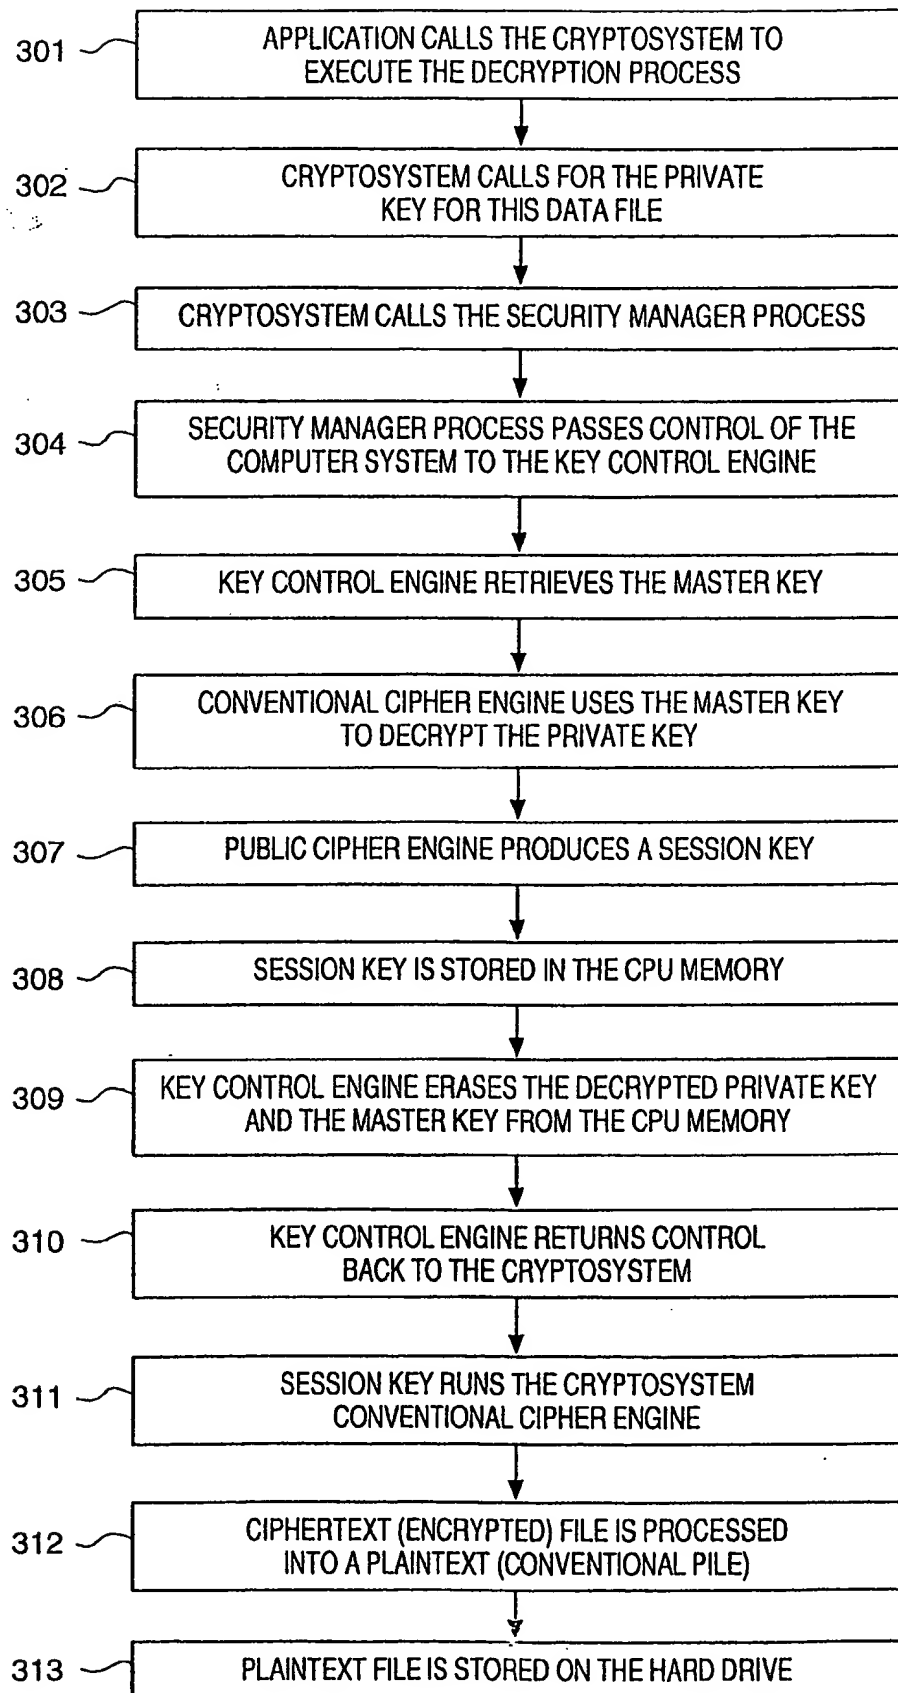 301
APPLICATION CALLS THE CRYPTOSYSTEM TO
EXECUTE THE DECRYPTION PROCESS
302
CRYPTOSYSTEM CALLS FOR THE PRIVATE
KEY FOR THIS DATA FILE
303
CRYPTOSYSTEM CALLS THE SECURITY MANAGER PROCESS
304
SECURITY MANAGER PROCESS PASSES CONTROL OF THE
COMPUTER SYSTEM TO THE KEY CONTROL ENGINE
305
KEY CONTROL ENGINE RETRIEVES THE MASTER KEY
306
CONVENTIONAL CIPHER ENGINE USES THE MASTER KEY
TO DECRYPT THE PRIVATE KEY
307
PUBLIC CIPHER ENGINE PRODUCES A SESSION KEY
308
SESSION KEY IS STORED IN THE CPU MEMORY
309
KEY CONTROL ENGINE ERASES THE DECRYPTED PRIVATE KEY
AND THE MASTER KEY FROM THE CPU MEMORY
310
KEY CONTROL ENGINE RETURNS CONTROL
BACK TO THE CRYPTOSYSTEM
311
SESSION KEY RUNS THE CRYPTOSYSTEM
CONVENTIONAL CIPHER ENGINE
312
CIPHERTEXT (ENCRYPTED) FILE IS PROCESSED
INTO A PLAINTEXT (CONVENTIONAL PILE)
313
PLAINTEXT FILE IS STORED ON THE HARD DRIVE